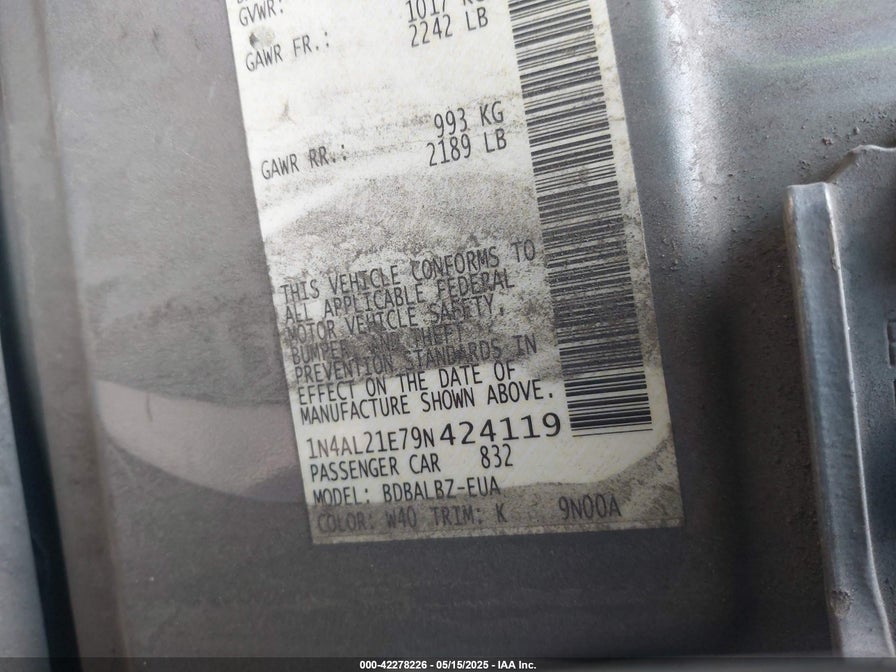 GVWR:
1017 KG
GAWR FR.: 2242 LB
993 KG
GAWR RR.: 2189 LB
THIS VEHICLE CONFORMS TO
ALL APPLICABLE FEDERAL
MOTOR VEHICLE SAFETY,
BUMPER, AND THEFT
PREVENTION STANDARDS IN
EFFECT ON THE DATE OF
MANUFACTURE SHOWN ABOVE.
1N4AL21E79N424119
PASSENGER CAR 832
MODEL: BDBALBZ-EUA
COLOR: W40 TRIM: K 9N00A
000-42278226 - 05/15/2025 - IAA Inc.